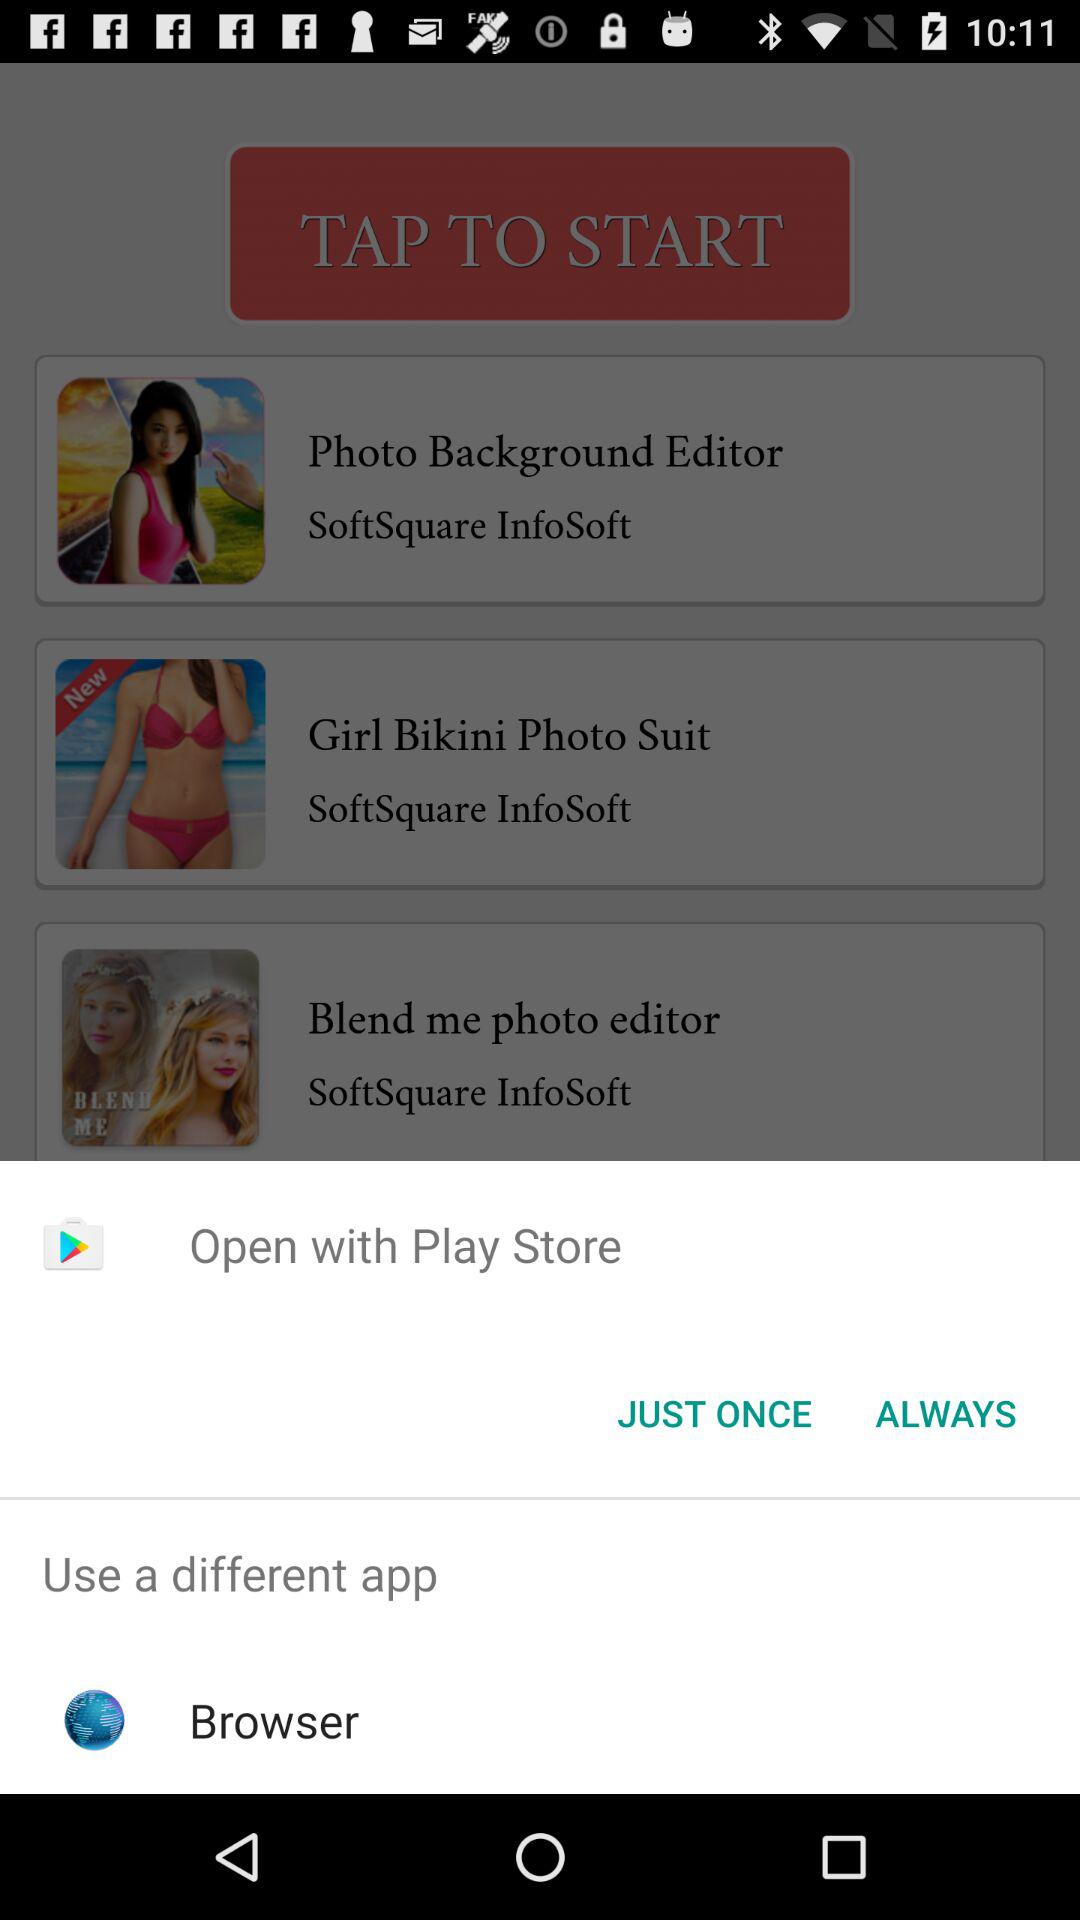 FAKE
10:11
TAP TO START
Photo Background Editor
SoftSquare InfoSoft
New
Girl Bikini Photo Suit
SoftSquare InfoSoft
BLEND
ME
Blend me photo editor
SoftSquare InfoSoft
Open with Play Store
JUST ONCE ALWAYS
Use a different app
Browser